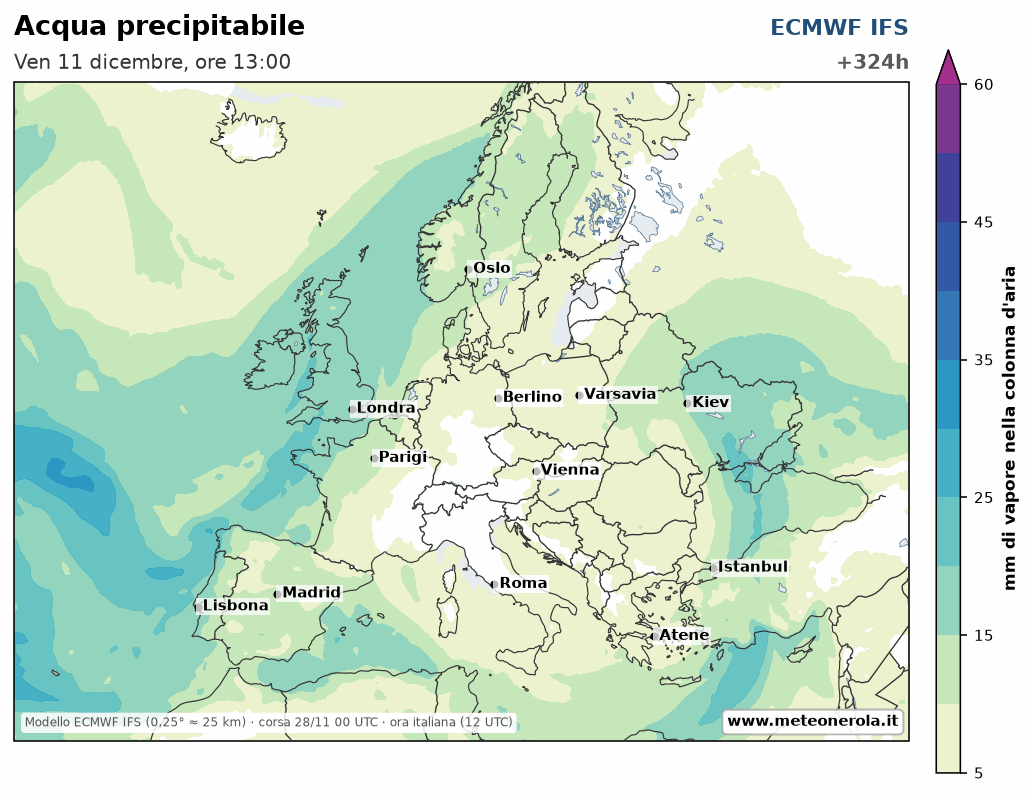 Acqua precipitabile
ECMWF IFS
Ven 11 dicembre, ore 13:00
+324h
60
45
35
25
15
5
mm di vapore nella colonna d'aria
Oslo
Berlino
Varsavia
Kiev
Londra
Parigi
Vienna
Istanbul
Roma
Madrid
Lisbona
Atene
Modello ECMWF IFS (0,25° ≈ 25 km) · corsa 28/11 00 UTC · ora italiana (12 UTC)
www.meteonerola.it